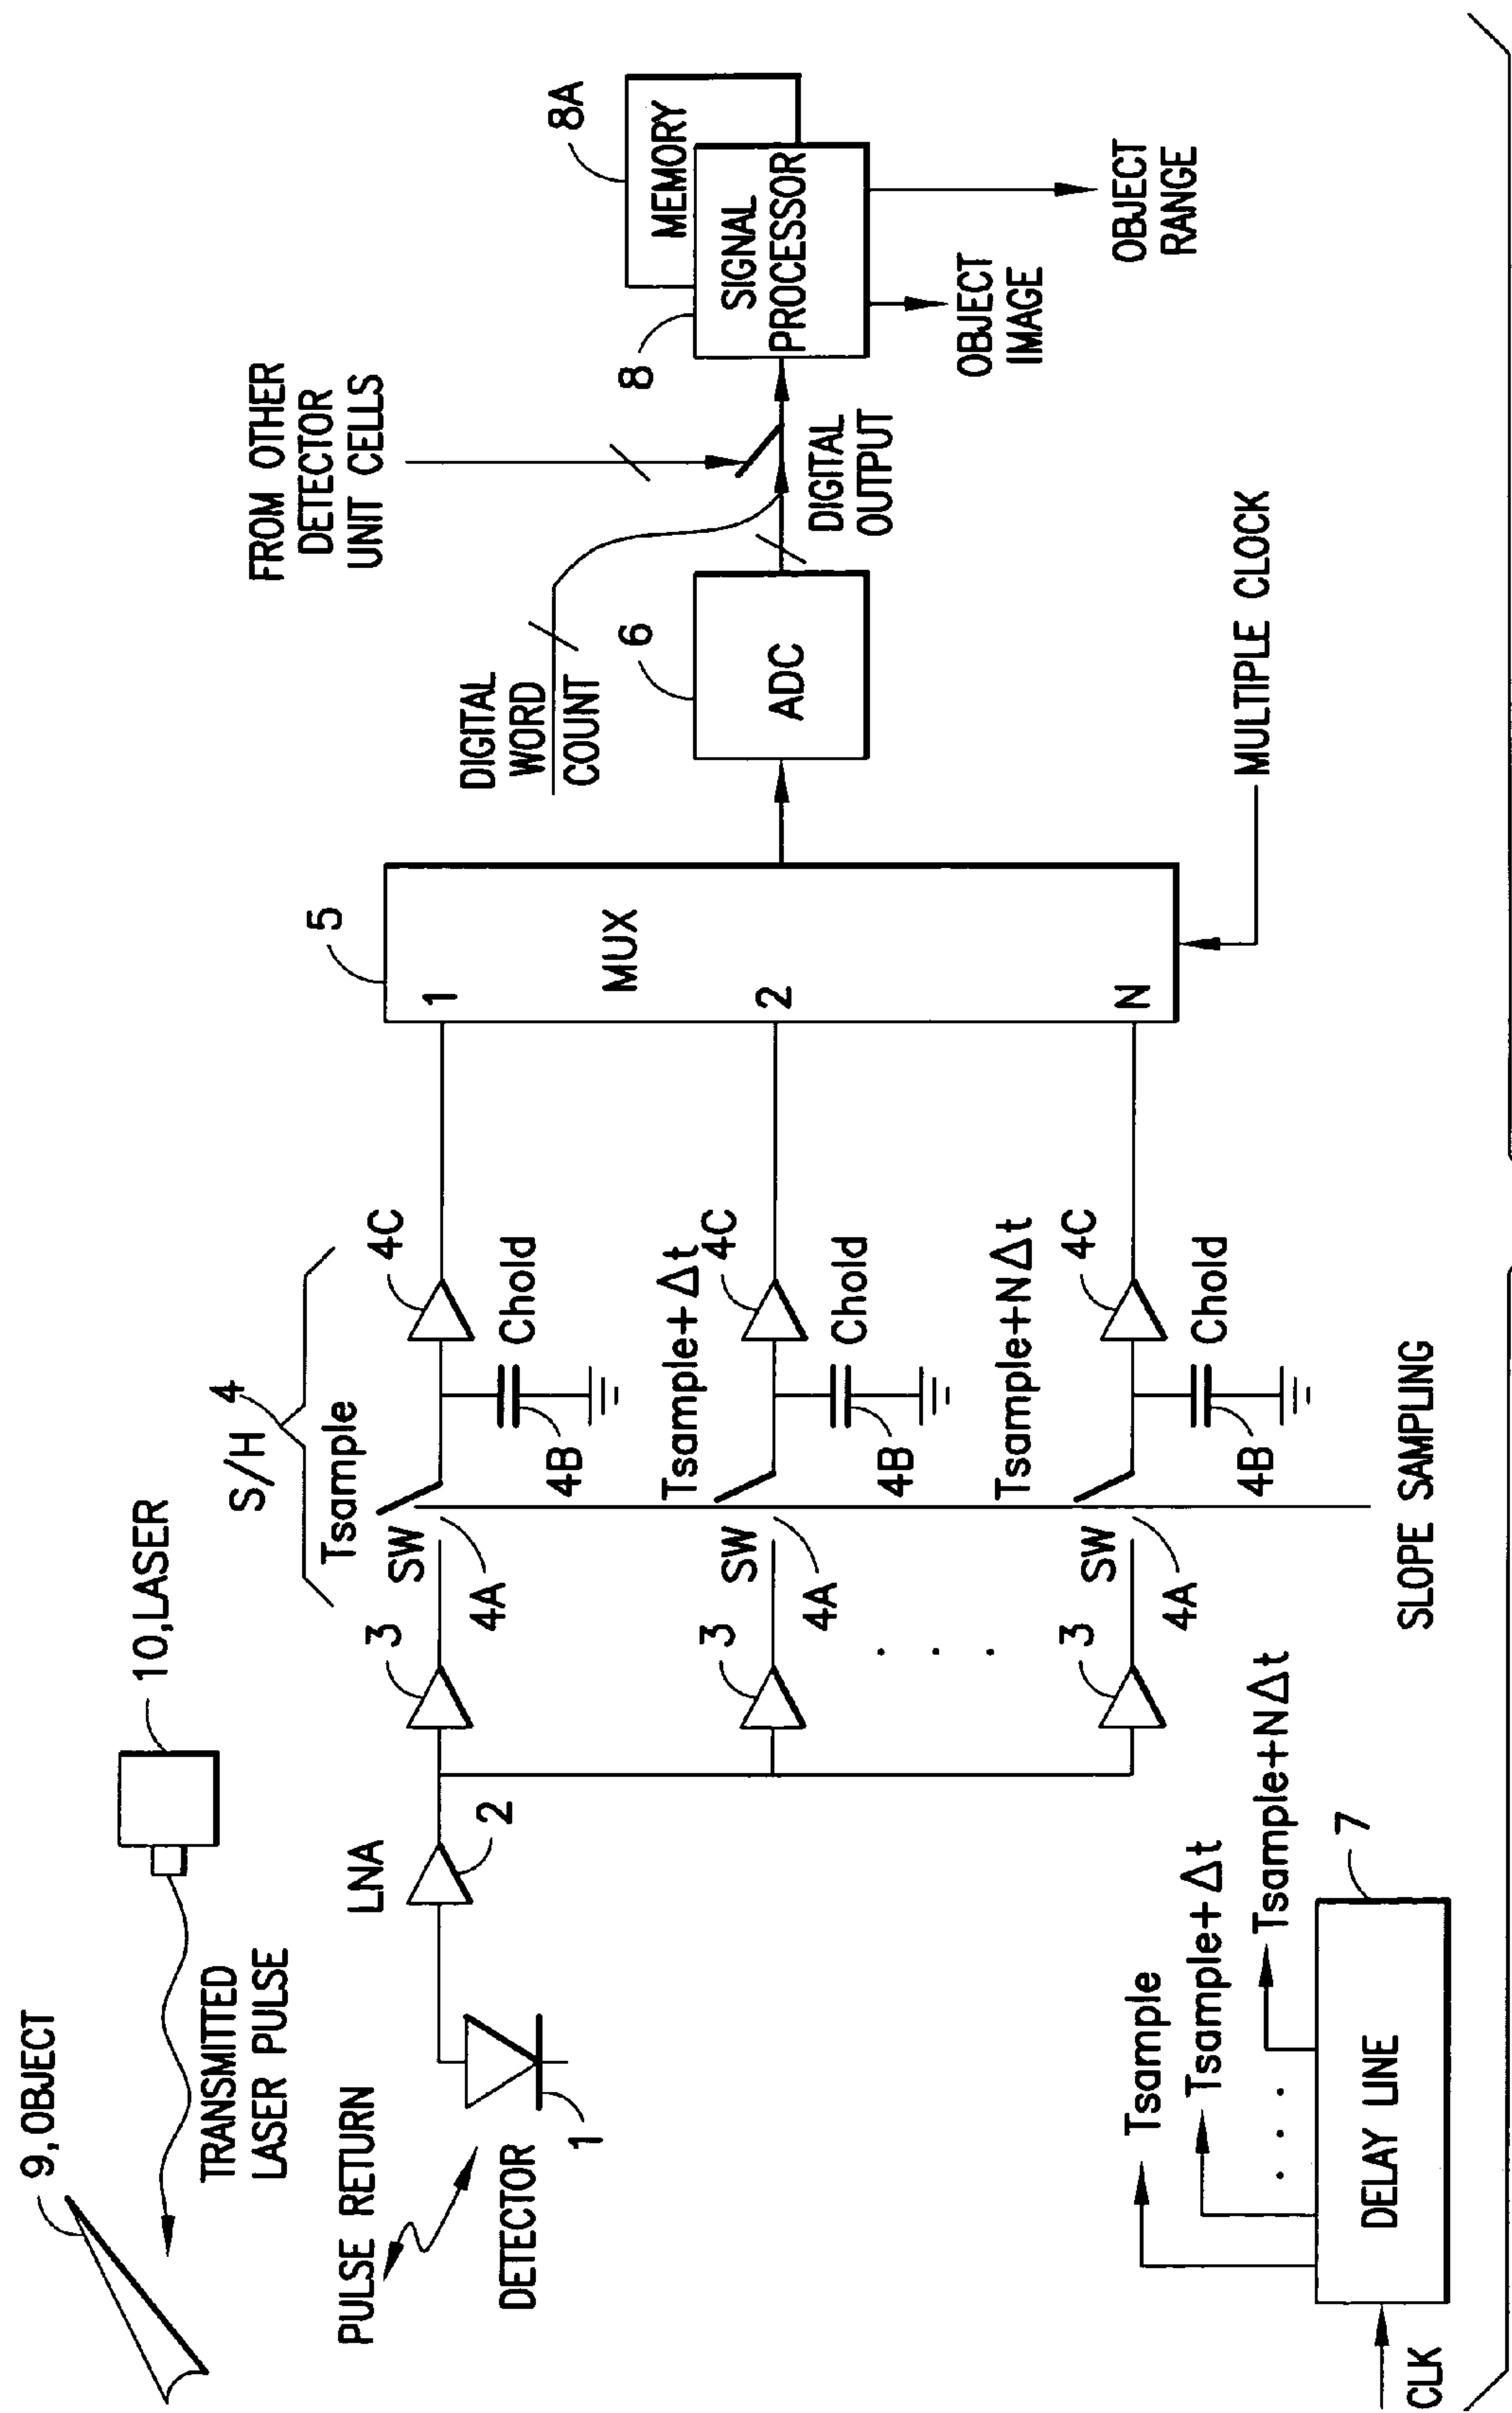 9,OBJECT
10,LASER
TRANSMITTED
LASER PULSE
PULSE RETURN
DETECTOR
1
LNA
2
3
3
3
. . .
S/H
4
Tsample
SW
4A
4B
Chold
4C
Tsample+Δt
SW
4A
4B
Chold
4C
Tsample+NΔt
SW
4A
4B
Chold
4C
SLOPE SAMPLING
5
MUX
1
2
N
MULTIPLE CLOCK
DIGITAL
WORD
COUNT
6
ADC
DIGITAL
OUTPUT
FROM OTHER
DETECTOR
UNIT CELLS
8
SIGNAL
PROCESSOR
8A
MEMORY
OBJECT
IMAGE
OBJECT
RANGE
Tsample
Tsample+Δt
Tsample+NΔt
. . .
7
DELAY LINE
CLK